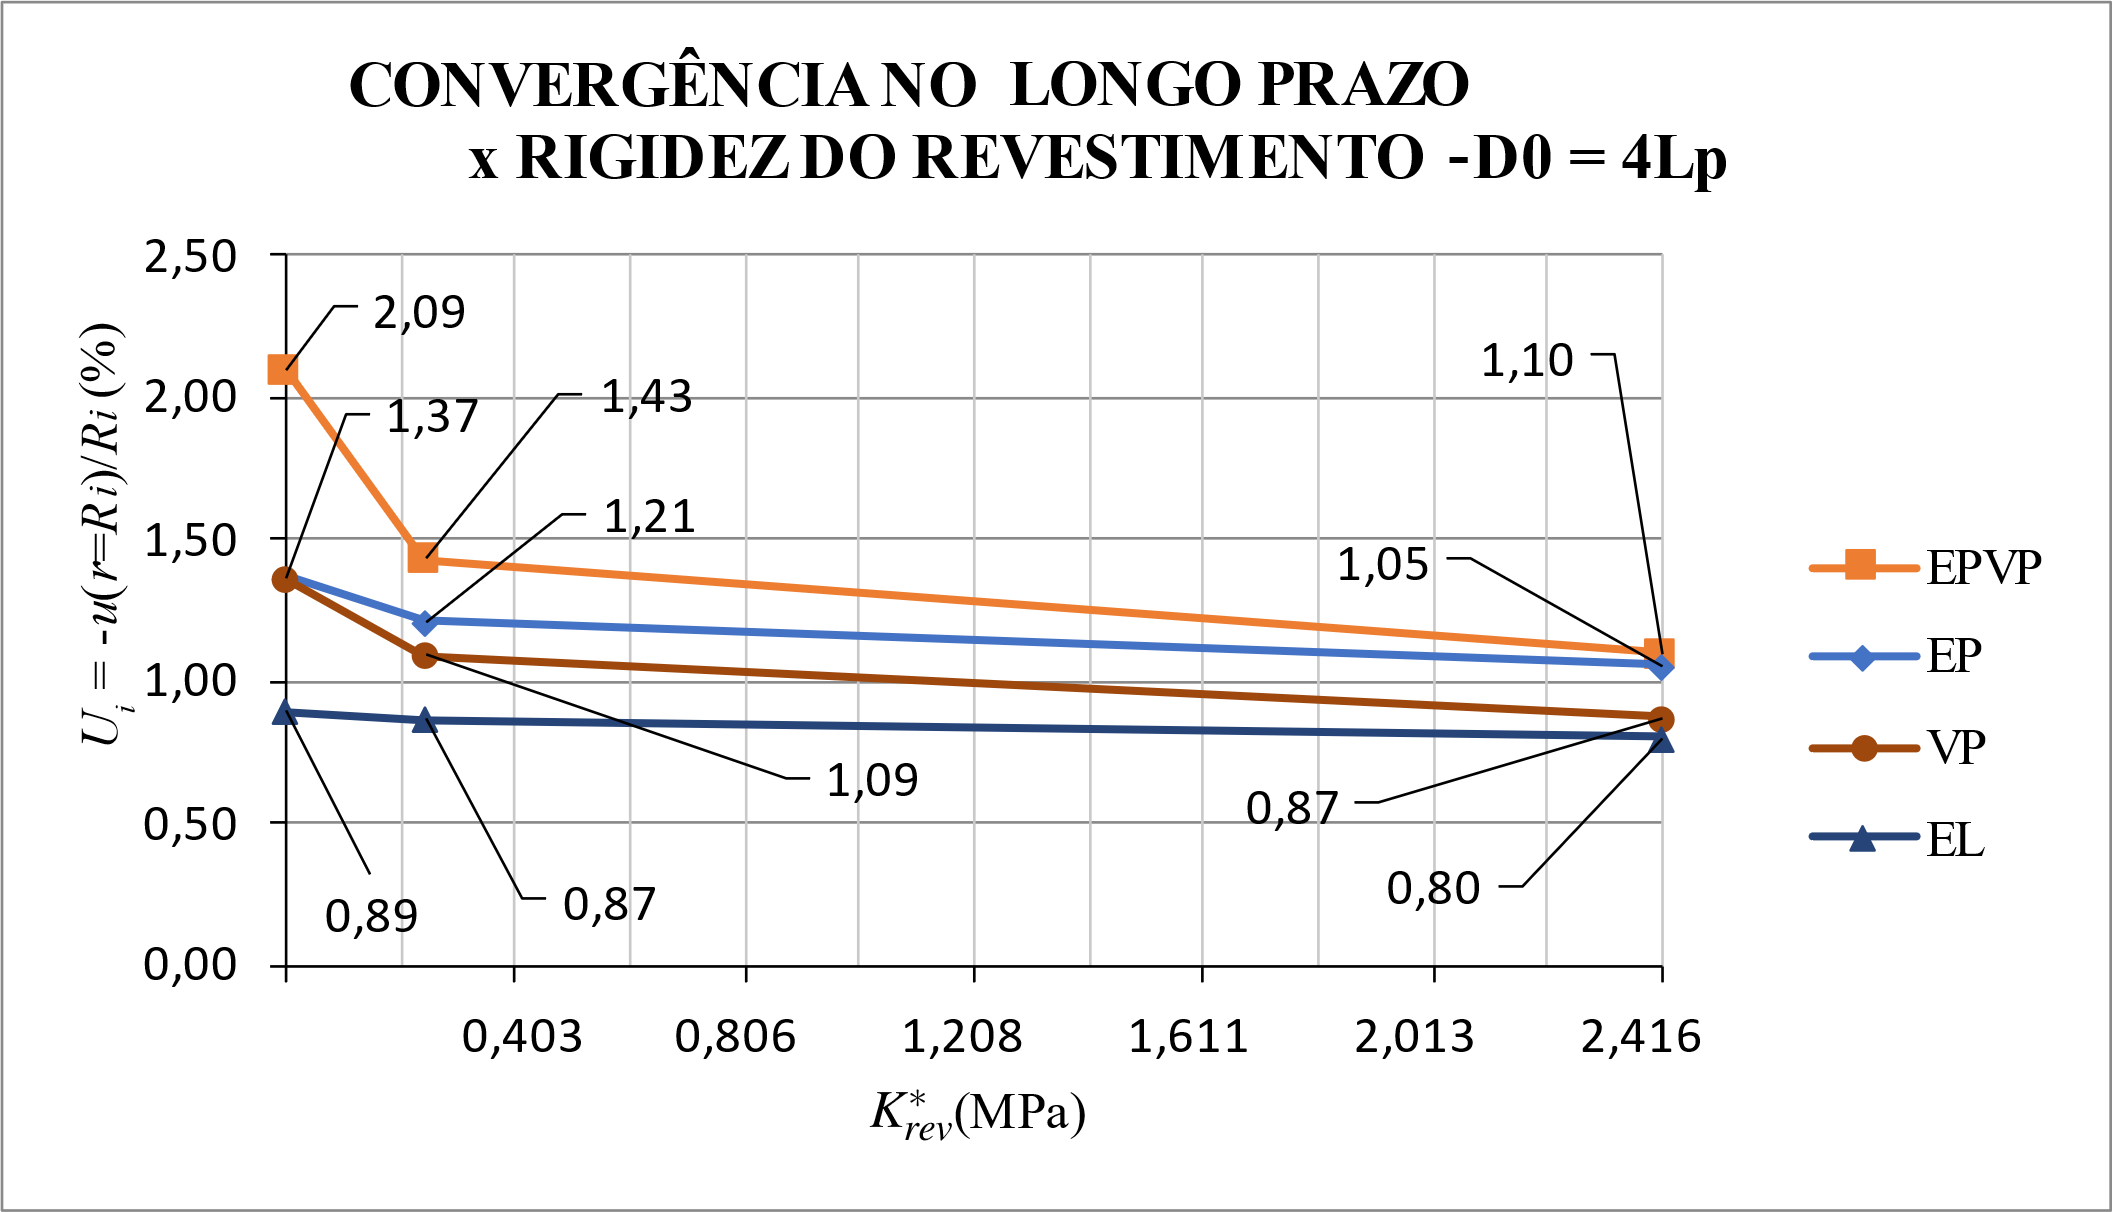 CONVERGÊNCIA NO LONGO PRAZO
x RIGIDEZ DO REVESTIMENTO -D0 = 4Lp
U_i = -u(r=Ri)/Ri (%)
2,50
2,00
1,50
1,00
0,50
0,00
2,09
1,37
1,43
1,21
1,10
1,05
1,09
0,87
0,89
0,87
0,80
0,403 0,806 1,208 1,611 2,013 2,416
K*rev(MPa)
EPVP
EP
VP
EL